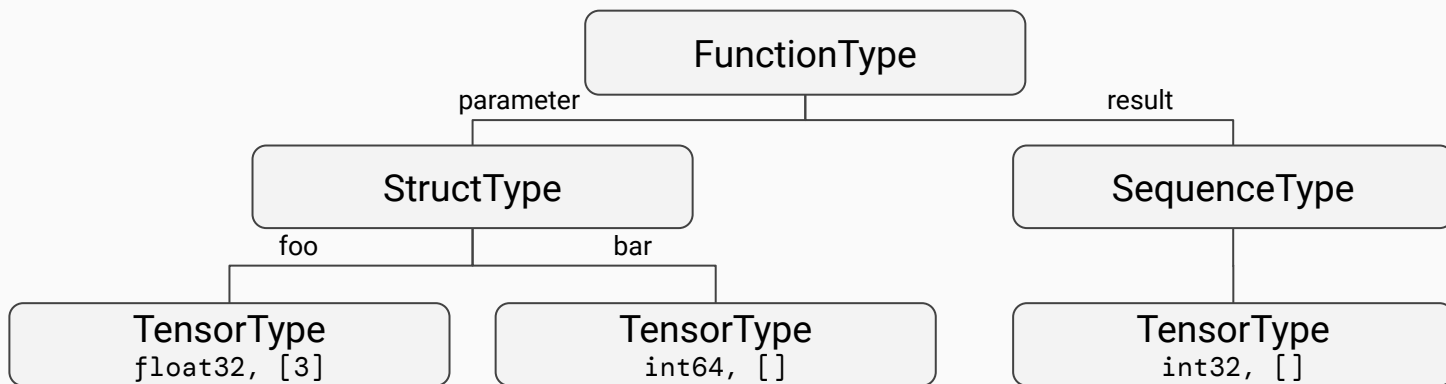 FunctionType
parameter
result
StructType
SequenceType
foo
bar
TensorType
float32, [3]
TensorType
int64, []
TensorType
int32, []